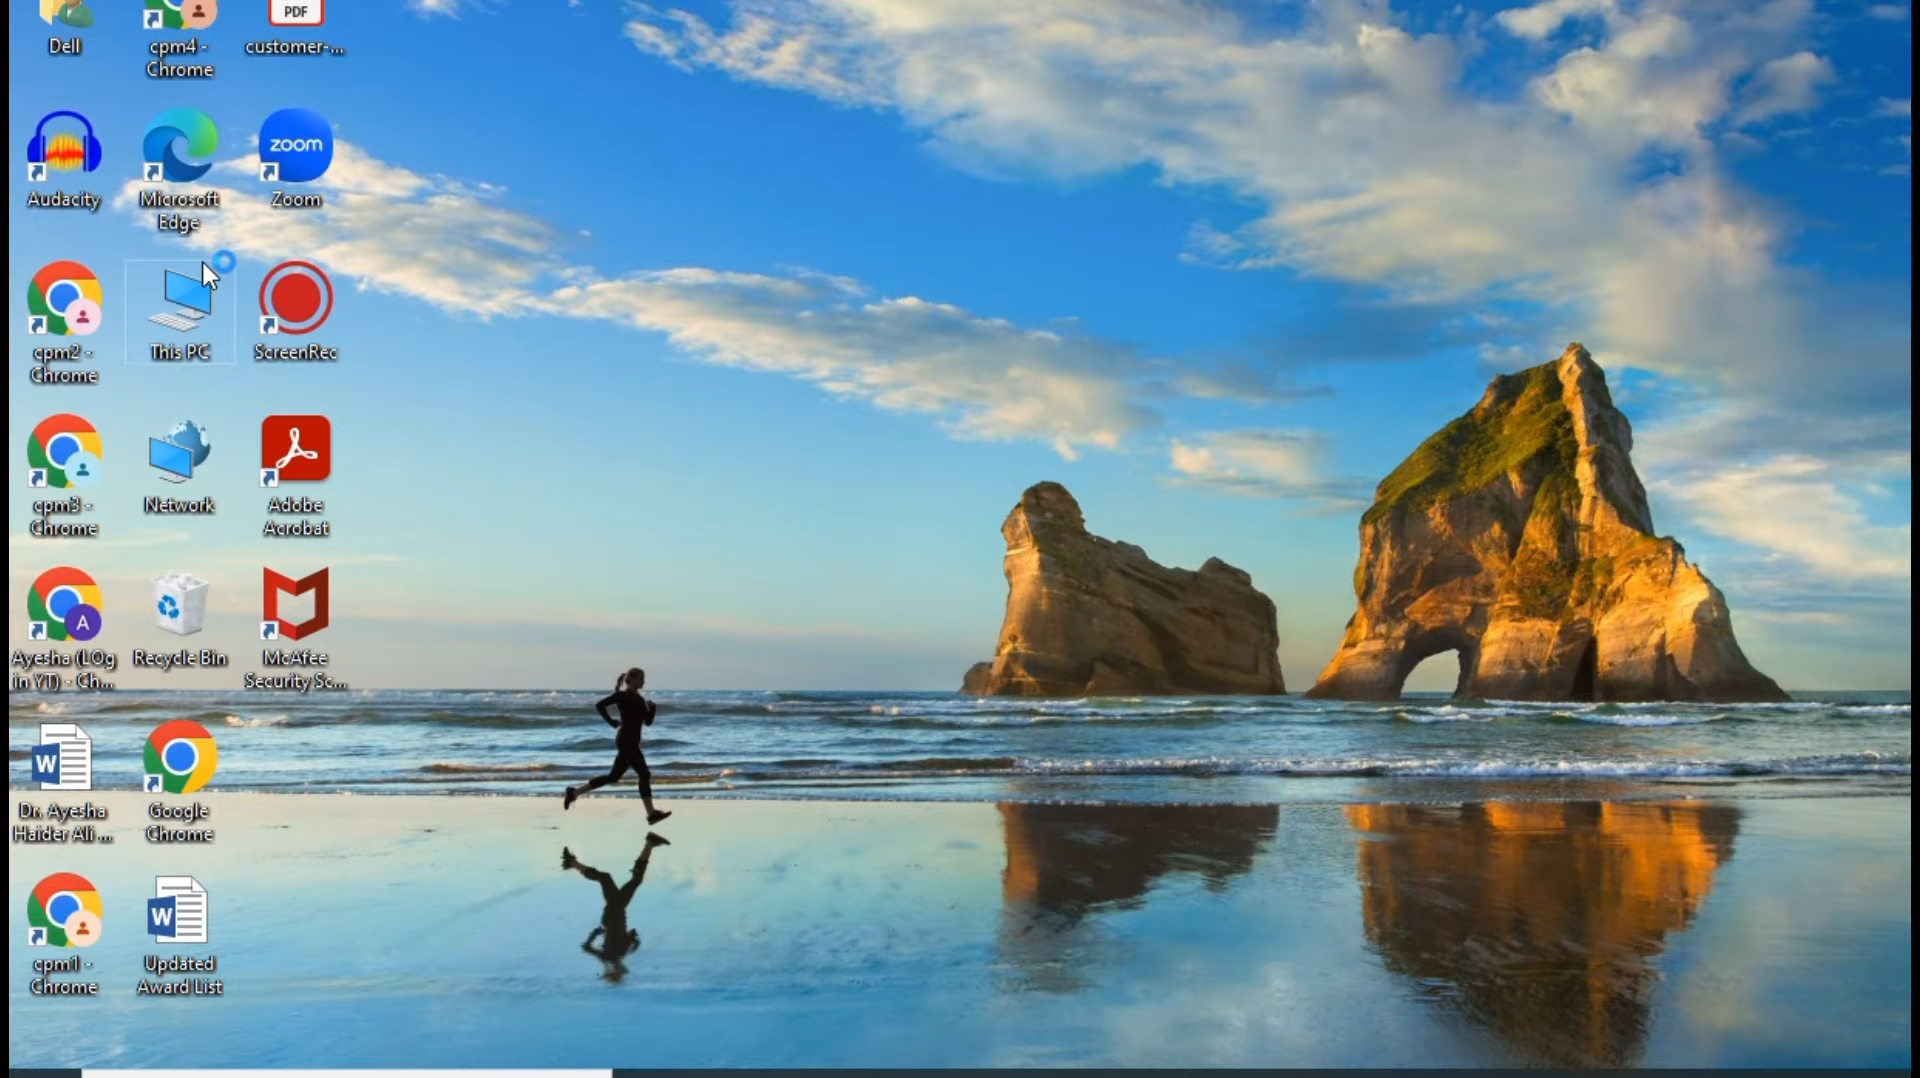 Dell
cpm4 -
Chrome
PDF
customer-...
Audacity
Microsoft
Edge
zoom
Zoom
cpm2 -
Chrome
This PC
ScreenRec
cpm3 -
Chrome
Network
Adobe
Acrobat
A
Ayesha (LOg
in YT) - Ch...
Recycle Bin
McAfee
Security Sc...
W
Dr. Ayesha
Haider Ali ...
Google
Chrome
cpm1 -
Chrome
W
Updated
Award List